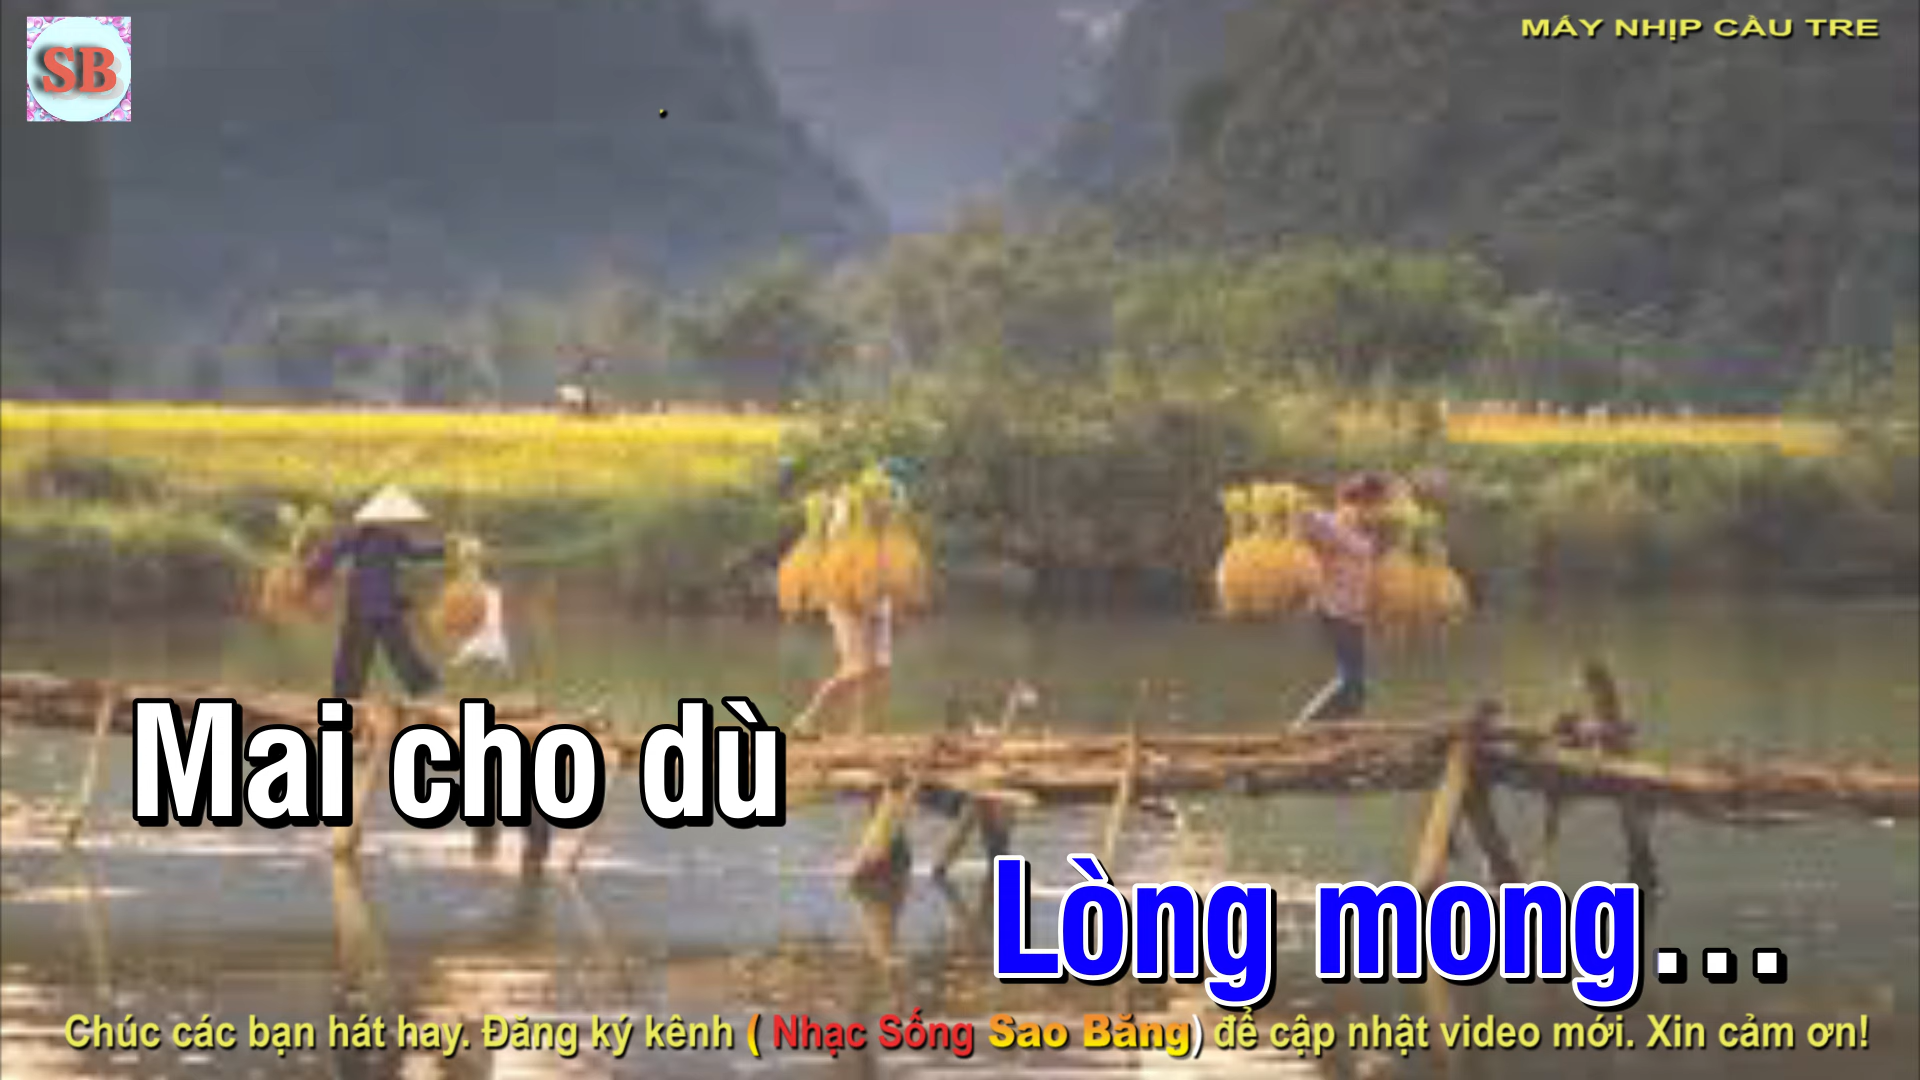 SB
MÁY NHỊP CẦU TRE
Mai cho dù
Lòng mong...
Chúc các bạn hát hay. Đăng ký kênh ( Nhạc Sống Sao Băng) để cập nhật video mới. Xin cảm ơn!